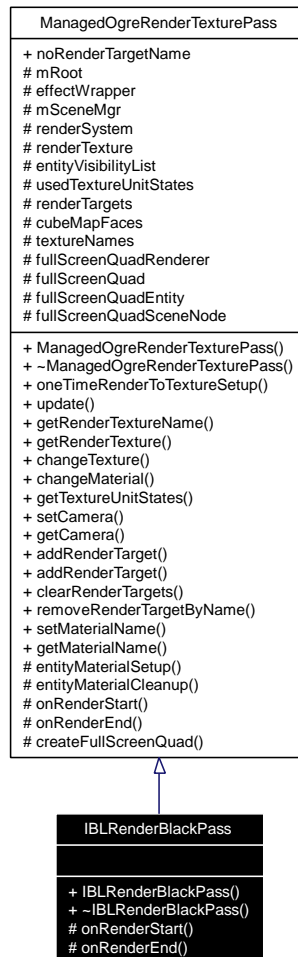 ManagedOgreRenderTexturePass
+ noRenderTargetName
# mRoot
# effectWrapper
# mSceneMgr
# renderSystem
# renderTexture
# entityVisibilityList
# usedTextureUnitStates
# renderTargets
# cubeMapFaces
# textureNames
# fullScreenQuadRenderer
# fullScreenQuad
# fullScreenQuadEntity
# fullScreenQuadSceneNode
+ ManagedOgreRenderTexturePass()
+ ~ManagedOgreRenderTexturePass()
+ oneTimeRenderToTextureSetup()
+ update()
+ getRenderTextureName()
+ getRenderTexture()
+ changeTexture()
+ changeMaterial()
+ getTextureUnitStates()
+ setCamera()
+ getCamera()
+ addRenderTarget()
+ addRenderTarget()
+ clearRenderTargets()
+ removeRenderTargetByName()
+ setMaterialName()
+ getMaterialName()
# entityMaterialSetup()
# entityMaterialCleanup()
# onRenderStart()
# onRenderEnd()
# createFullScreenQuad()
IBLRenderBlackPass
+ IBLRenderBlackPass()
+ ~IBLRenderBlackPass()
# onRenderStart()
# onRenderEnd()